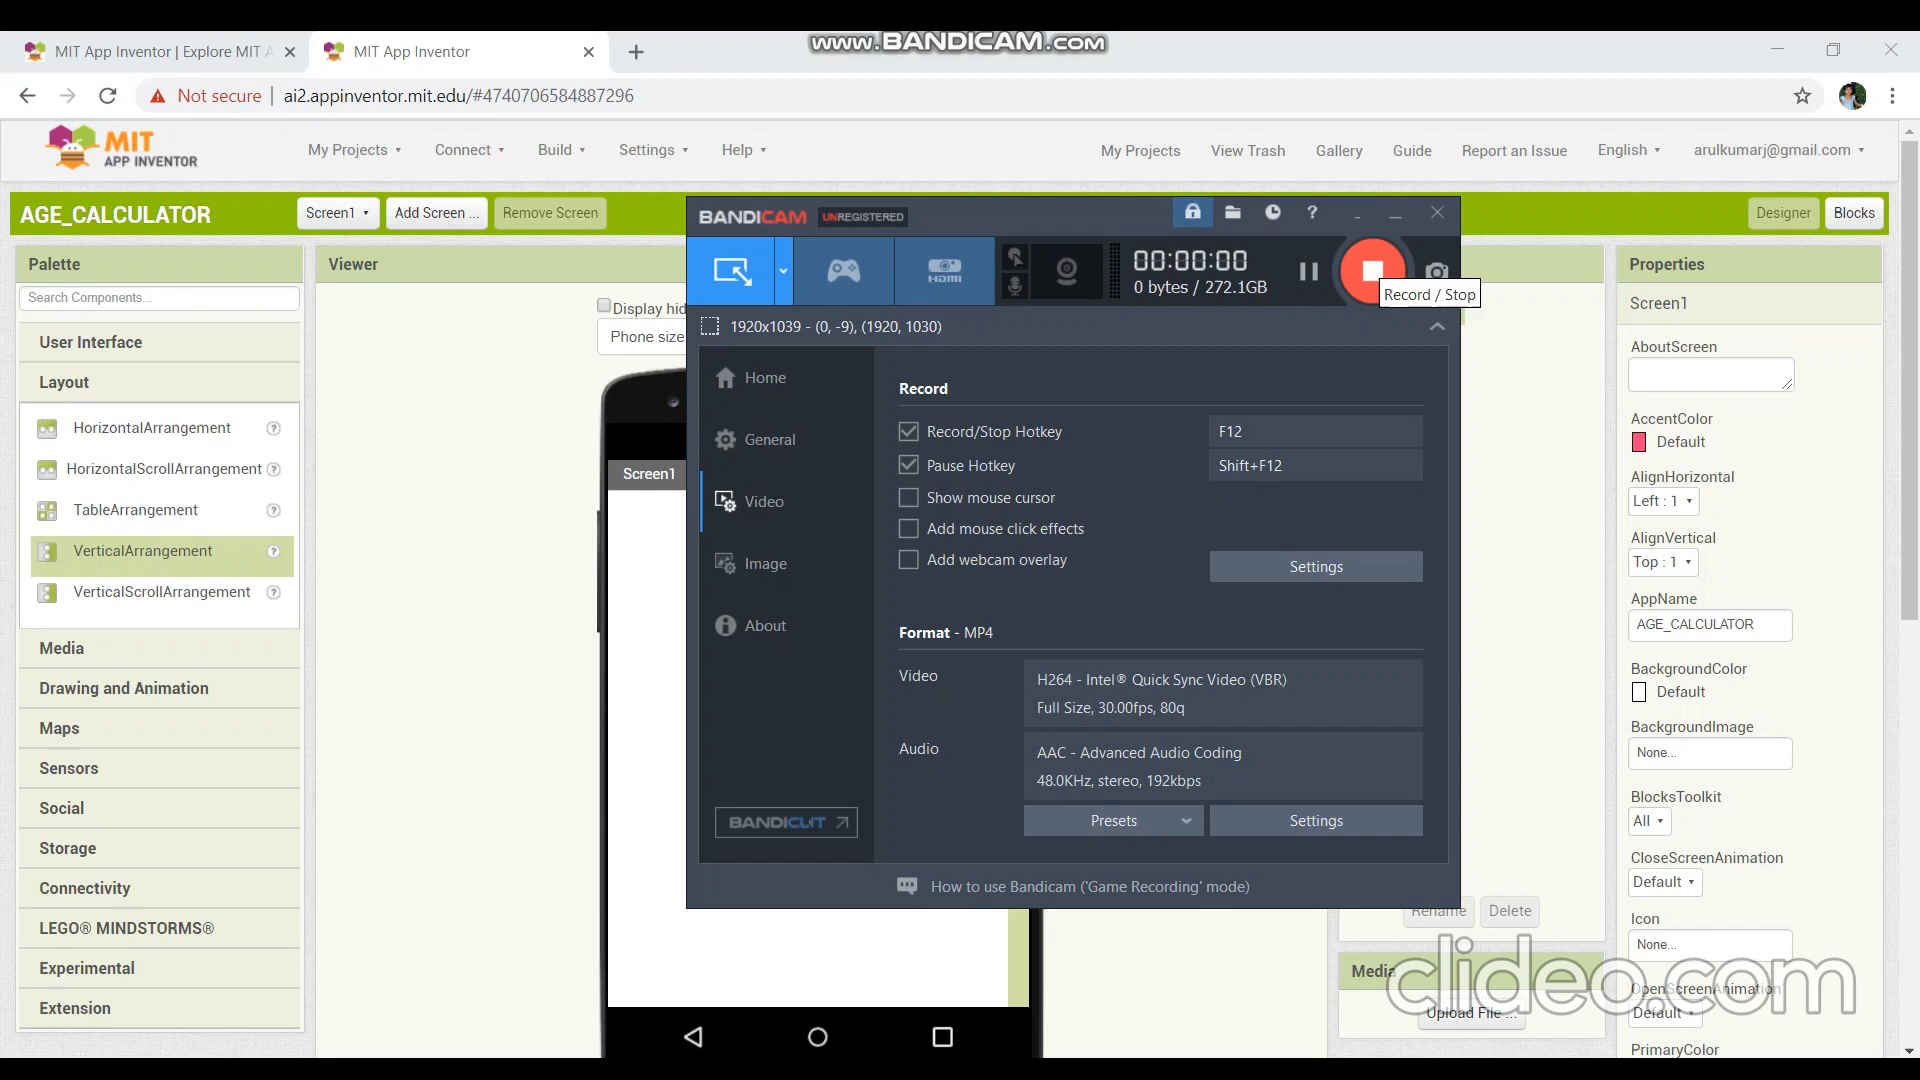 www.BANDICAM.com
MIT App Inventor | Explore MIT A
MIT App Inventor
Not secure
ai2.appinventor.mit.edu/#4740706584887296
MIT
APP INVENTOR
My Projects
Connect
Build
Settings
Help
My Projects
View Trash
Gallery
Guide
Report an Issue
English
arulkumarj@gmail.com
AGE_CALCULATOR
Screen1
Add Screen ...
Remove Screen
Designer
Blocks
Palette
Search Components...
User Interface
Layout
HorizontalArrangement
HorizontalScrollArrangement
TableArrangement
VerticalArrangement
VerticalScrollArrangement
Media
Drawing and Animation
Maps
Sensors
Social
Storage
Connectivity
LEGO® MINDSTORMS®
Experimental
Extension
Viewer
Display hid
Phone size
Screen1
BANDICAM UNREGISTERED
HDMI
00:00:00
0 bytes / 272.1GB
Record / Stop
1920x1039 - (0, -9), (1920, 1030)
Home
General
Video
Image
About
BANDICUT
Record
Record/Stop Hotkey
F12
Pause Hotkey
Shift+F12
Show mouse cursor
Add mouse click effects
Add webcam overlay
Settings
Format - MP4
Video
H264 - Intel® Quick Sync Video (VBR)
Full Size, 30.00fps, 80q
Audio
AAC - Advanced Audio Coding
48.0KHz, stereo, 192kbps
Presets
Settings
How to use Bandicam ('Game Recording' mode)
Rename
Delete
Media
Upload File ...
Properties
Screen1
AboutScreen
AccentColor
Default
AlignHorizontal
Left : 1
AlignVertical
Top : 1
AppName
AGE_CALCULATOR
BackgroundColor
Default
BackgroundImage
None...
BlocksToolkit
All
CloseScreenAnimation
Default
Icon
None...
OpenScreenAnimation
Default
PrimaryColor
clideo.com